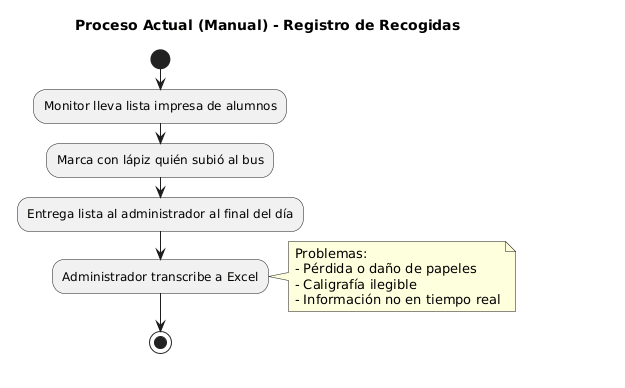 Proceso Actual (Manual) - Registro de Recogidas
Monitor lleva lista impresa de alumnos
Marca con lápiz quién subió al bus
Entrega lista al administrador al final del día
Administrador transcribe a Excel
Problemas:
- Pérdida o daño de papeles
- Caligrafía ilegible
- Información no en tiempo real